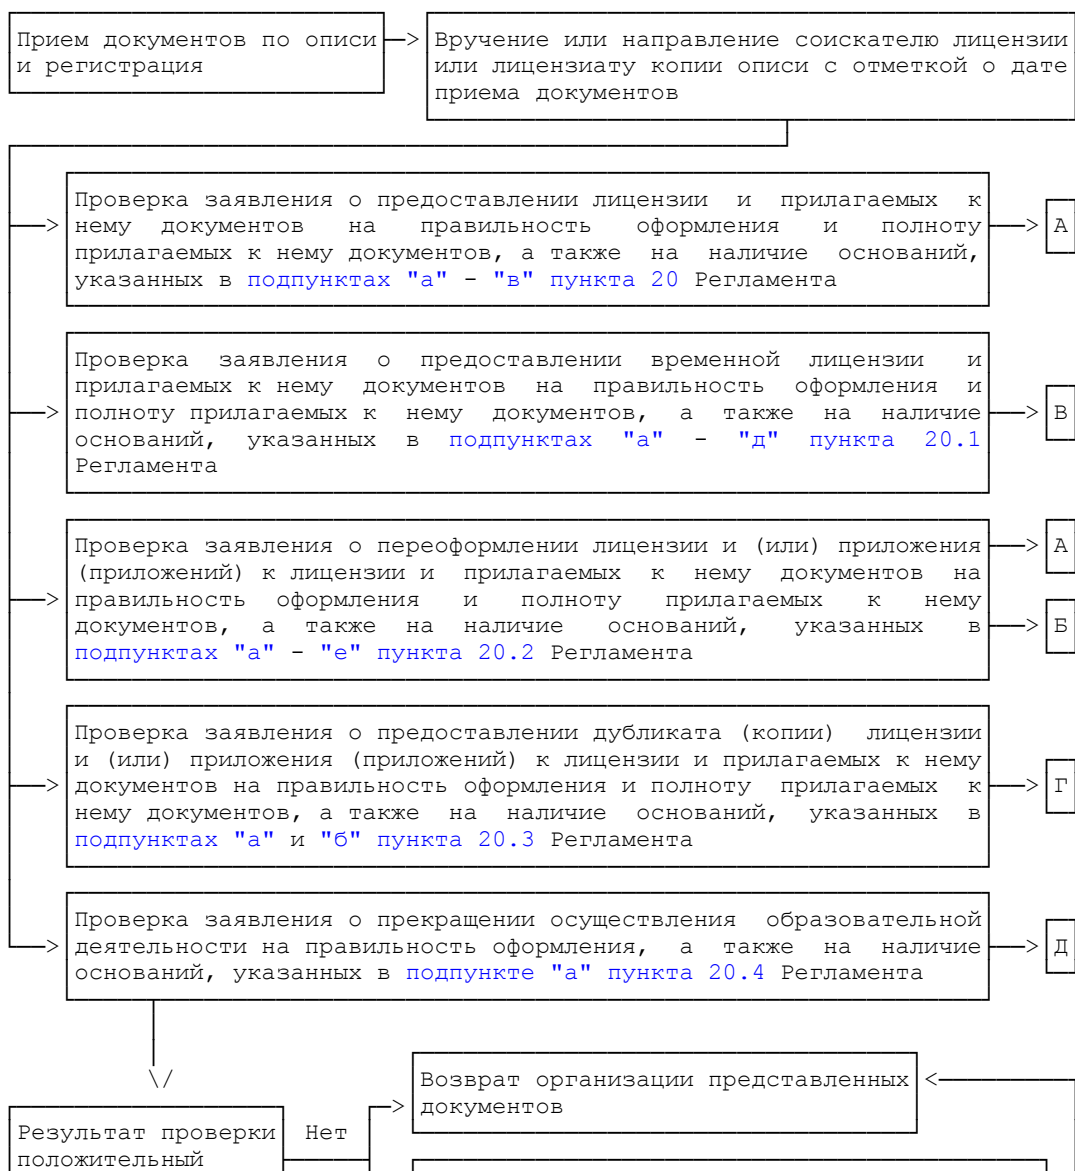 Прием документов по описи
и регистрация
Вручение или направление соискателю лицензии
или лицензиату копии описи с отметкой о дате
приема документов
Проверка заявления о предоставлении лицензии и прилагаемых к
нему документов на правильность оформления и полноту
прилагаемых к нему документов, а также на наличие оснований,
указанных в подпунктах "а" - "в" пункта 20 Регламента
А
Проверка заявления о предоставлении временной лицензии и
прилагаемых к нему документов на правильность оформления и
полноту прилагаемых к нему документов, а также на наличие
оснований, указанных в подпунктах "а" - "д" пункта 20.1
Регламента
В
Проверка заявления о переоформлении лицензии и (или) приложения
(приложений) к лицензии и прилагаемых к нему документов на
правильность оформления и полноту прилагаемых к нему
документов, а также на наличие оснований, указанных в
подпунктах "а" - "е" пункта 20.2 Регламента
А
Б
Проверка заявления о предоставлении дубликата (копии) лицензии
и (или) приложения (приложений) к лицензии и прилагаемых к нему
документов на правильность оформления и полноту прилагаемых к
нему документов, а также на наличие оснований, указанных в
подпунктах "а" и "б" пункта 20.3 Регламента
Г
Проверка заявления о прекращении осуществления образовательной
деятельности на правильность оформления, а также на наличие
оснований, указанных в подпункте "а" пункта 20.4 Регламента
Д
Возврат организации представленных
документов
Результат проверки
положительный
Нет